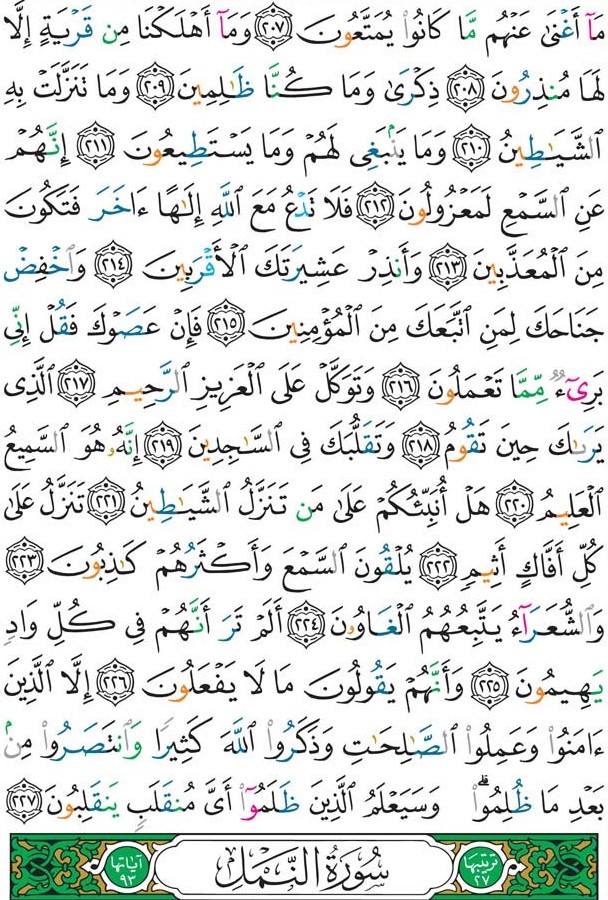 مَآ أَغْنَىٰ عَنْهُم مَّا كَانُوا۟ يُمَتَّعُونَ ٢٠٧ وَمَآ أَهْلَكْنَا مِن قَرْيَةٍ إِلَّا
لَهَا مُنذِرُونَ ٢٠٨ ذِكْرَىٰ وَمَا كُنَّا ظَـٰلِمِينَ ٢٠٩ وَمَا تَنَزَّلَتْ بِهِ
ٱلشَّيَـٰطِينُ ٢١٠ وَمَا يَنۢبَغِى لَهُمْ وَمَا يَسْتَطِيعُونَ ٢١١ إِنَّهُمْ
عَنِ ٱلسَّمْعِ لَمَعْزُولُونَ ٢١٢ فَلَا تَدْعُ مَعَ ٱللَّهِ إِلَـٰهًا ءَاخَرَ فَتَكُونَ
مِنَ ٱلْمُعَذَّبِينَ ٢١٣ وَأَنذِرْ عَشِيرَتَكَ ٱلْأَقْرَبِينَ ٢١٤ وَٱخْفِضْ
جَنَاحَكَ لِمَنِ ٱتَّبَعَكَ مِنَ ٱلْمُؤْمِنِينَ ٢١٥ فَإِنْ عَصَوْكَ فَقُلْ إِنِّى
بَرِىٓءٌ مِّمَّا تَعْمَلُونَ ٢١٦ وَتَوَكَّلْ عَلَى ٱلْعَزِيزِ ٱلرَّحِيمِ ٢١٧ ٱلَّذِى
يَرَىٰكَ حِينَ تَقُومُ ٢١٨ وَتَقَلُّبَكَ فِى ٱلسَّـٰجِدِينَ ٢١٩ إِنَّهُۥ هُوَ ٱلسَّمِيعُ
ٱلْعَلِيمُ ٢٢٠ هَلْ أُنَبِّئُكُمْ عَلَىٰ مَن تَنَزَّلُ ٱلشَّيَـٰطِينُ ٢٢١ تَنَزَّلُ عَلَىٰ
كُلِّ أَفَّاكٍ أَثِيمٍ ٢٢٢ يُلْقُونَ ٱلسَّمْعَ وَأَكْثَرُهُمْ كَـٰذِبُونَ ٢٢٣
وَٱلشُّعَرَآءُ يَتَّبِعُهُمُ ٱلْغَاوُۥنَ ٢٢٤ أَلَمْ تَرَ أَنَّهُمْ فِى كُلِّ وَادٍ
يَهِيمُونَ ٢٢٥ وَأَنَّهُمْ يَقُولُونَ مَا لَا يَفْعَلُونَ ٢٢٦ إِلَّا ٱلَّذِينَ
ءَامَنُوا۟ وَعَمِلُوا۟ ٱلصَّـٰلِحَـٰتِ وَذَكَرُوا۟ ٱللَّهَ كَثِيرًا وَٱنتَصَرُوا۟ مِنۢ
بَعْدِ مَا ظُلِمُوا۟ ۗ وَسَيَعْلَمُ ٱلَّذِينَ ظَلَمُوٓا۟ أَىَّ مُنقَلَبٍ يَنقَلِبُونَ ٢٢٧
ترتيبها ٢٧ سُورَةُ النَّمْلِ آياتها ٩٣